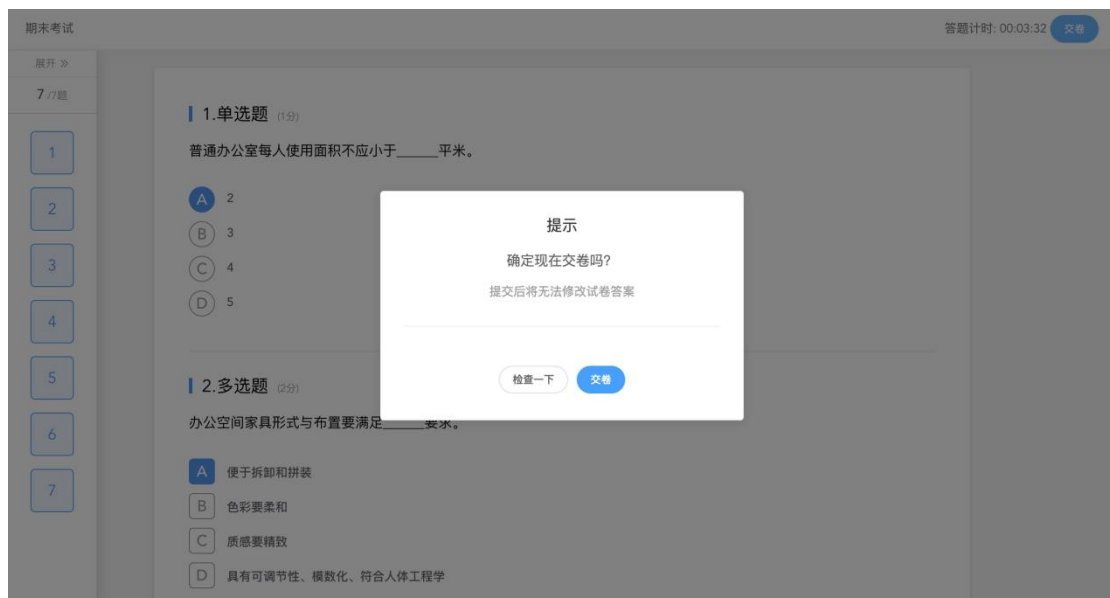 期末考试
答题计时: 00:03:32 交卷
展开 »
7 /7题
1
2
3
4
5
6
7
1.单选题 (1分)
普通办公室每人使用面积不应小于______平米。
A 2
B 3
C 4
D 5
提示
确定现在交卷吗?
提交后将无法修改试卷答案
检查一下 交卷
2.多选题 (2分)
办公空间家具形式与布置要满足______要求。
A 便于拆卸和拼装
B 色彩要柔和
C 质感要精致
D 具有可调节性、模数化、符合人体工程学